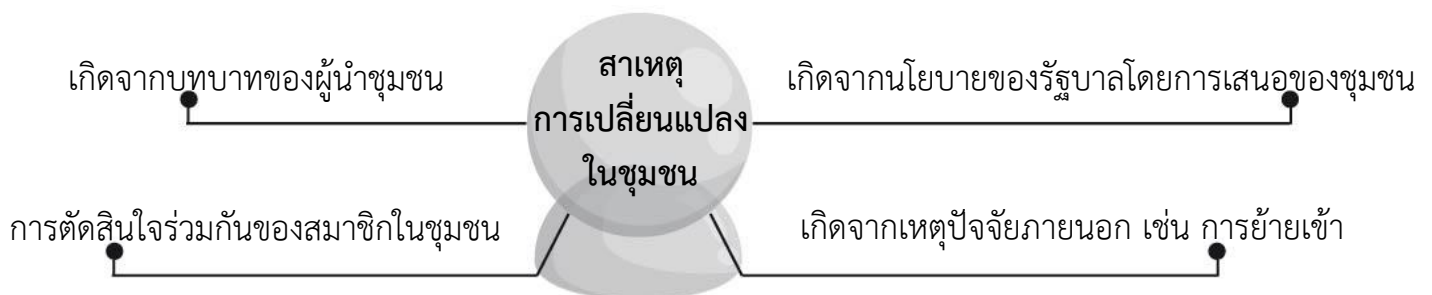 สาเหตุ
การเปลี่ยนแปลง
ในชุมชน
เกิดจากบทบาทของผู้นำชุมชน
เกิดจากนโยบายของรัฐบาลโดยการเสนอของชุมชน
การตัดสินใจร่วมกันของสมาชิกในชุมชน
เกิดจากเหตุปัจจัยภายนอก เช่น การย้ายเข้า